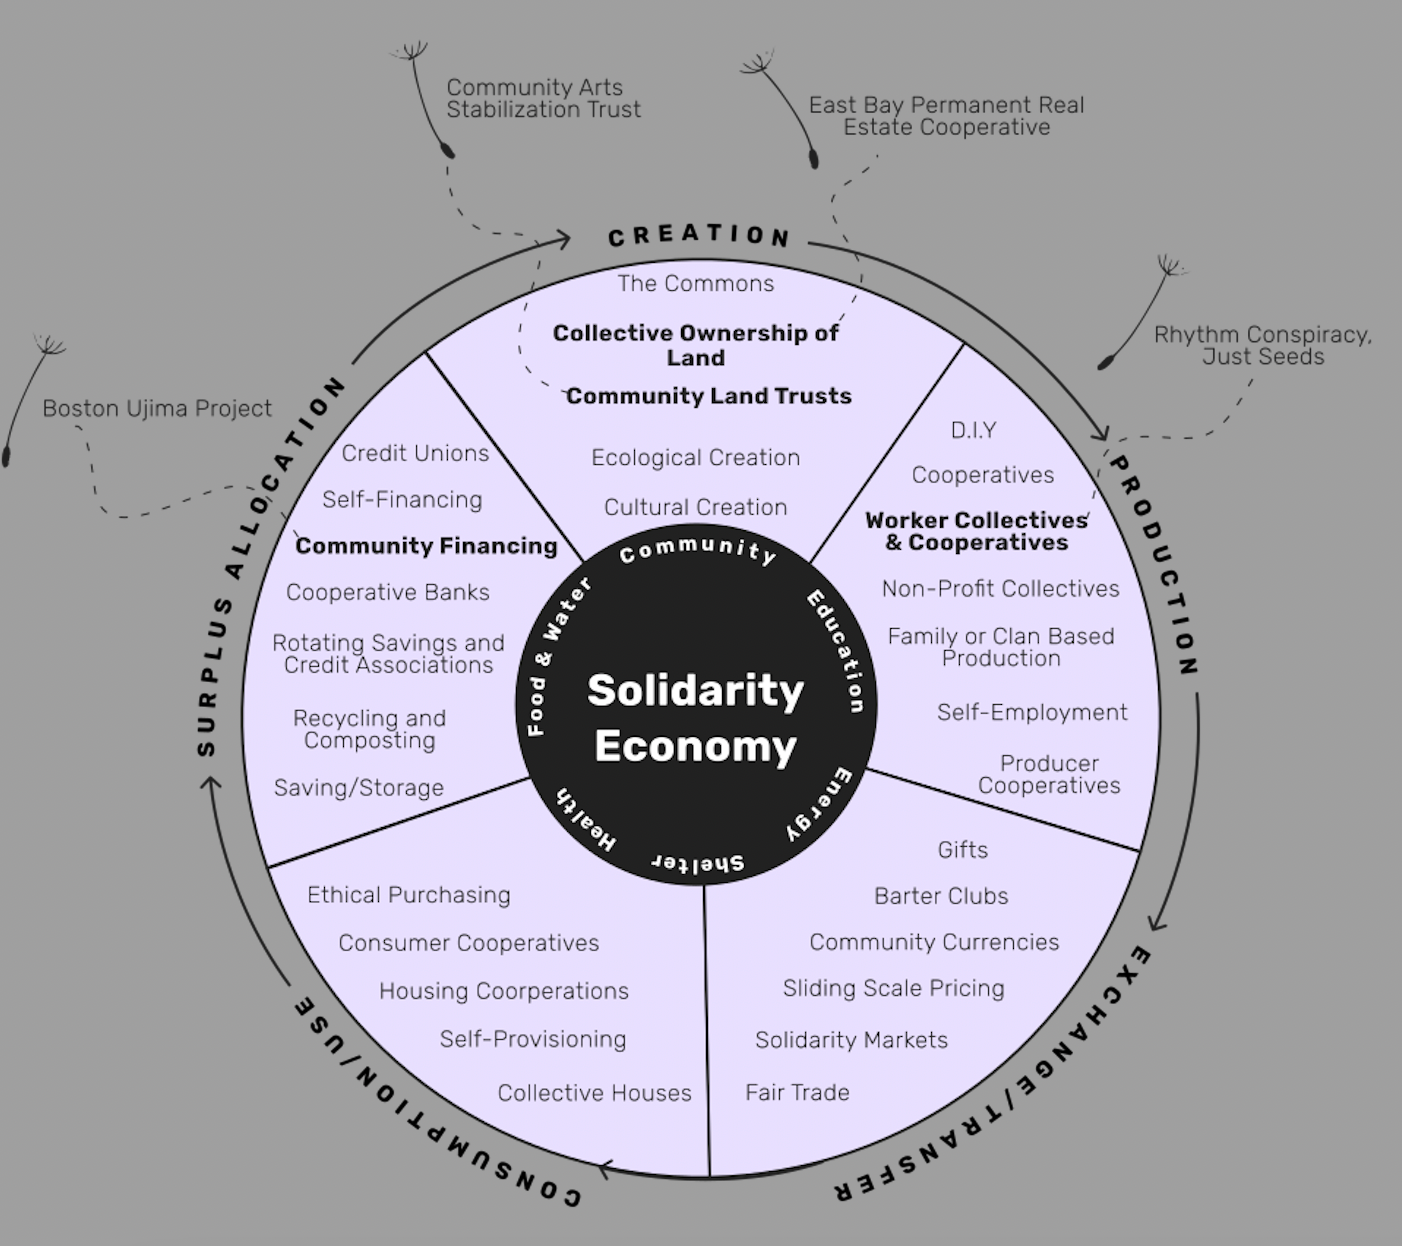 Community Arts
Stabilization Trust
East Bay Permanent Real
Estate Cooperative
Rhythm Conspiracy,
Just Seeds
Boston Ujima Project
CREATION
The Commons
Collective Ownership of
Land
Community Land Trusts
Ecological Creation
Cultural Creation
PRODUCTION
D.I.Y
Cooperatives
Worker Collectives
& Cooperatives
Non-Profit Collectives
Family or Clan Based
Production
Self-Employment
Producer
Cooperatives
EXCHANGE/TRANSFER
Gifts
Barter Clubs
Community Currencies
Sliding Scale Pricing
Solidarity Markets
Fair Trade
CONSUMPTION/USE
Ethical Purchasing
Consumer Cooperatives
Housing Coorperations
Self-Provisioning
Collective Houses
SURPLUS ALLOCATION
Credit Unions
Self-Financing
Community Financing
Cooperative Banks
Rotating Savings and
Credit Associations
Recycling and
Composting
Saving/Storage
Community
Education
Energy
Shelter
Health
Food & Water
Solidarity
Economy